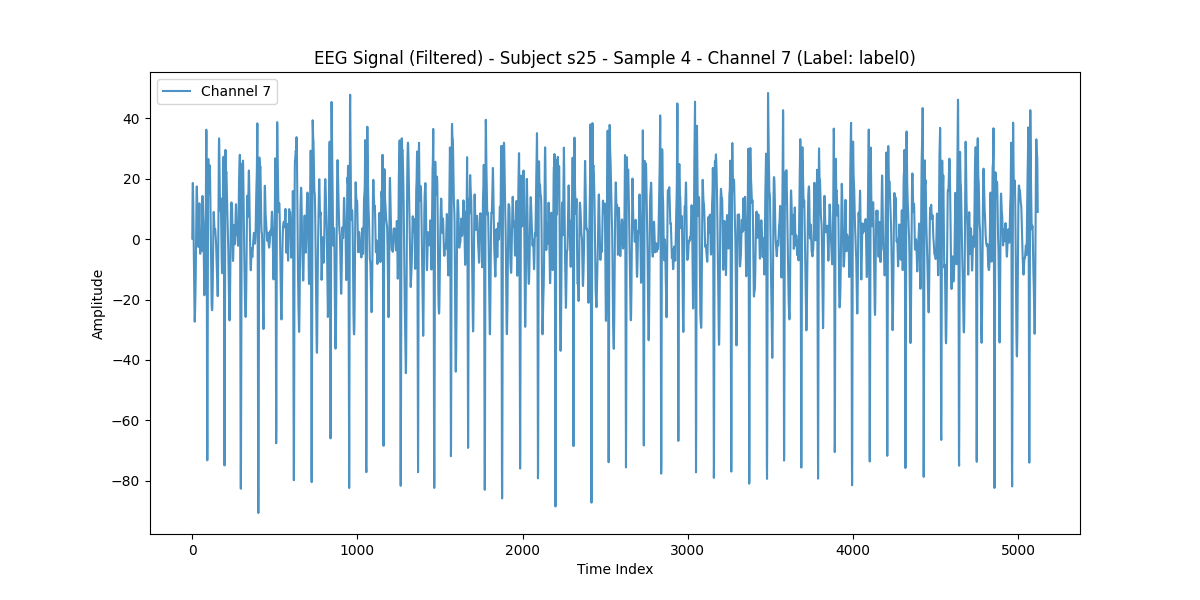 EEG Signal (Filtered) - Subject s25 - Sample 4 - Channel 7 (Label: label0)
Channel 7
Amplitude
40
20
0
−20
−40
−60
−80
0 1000 2000 3000 4000 5000
Time Index